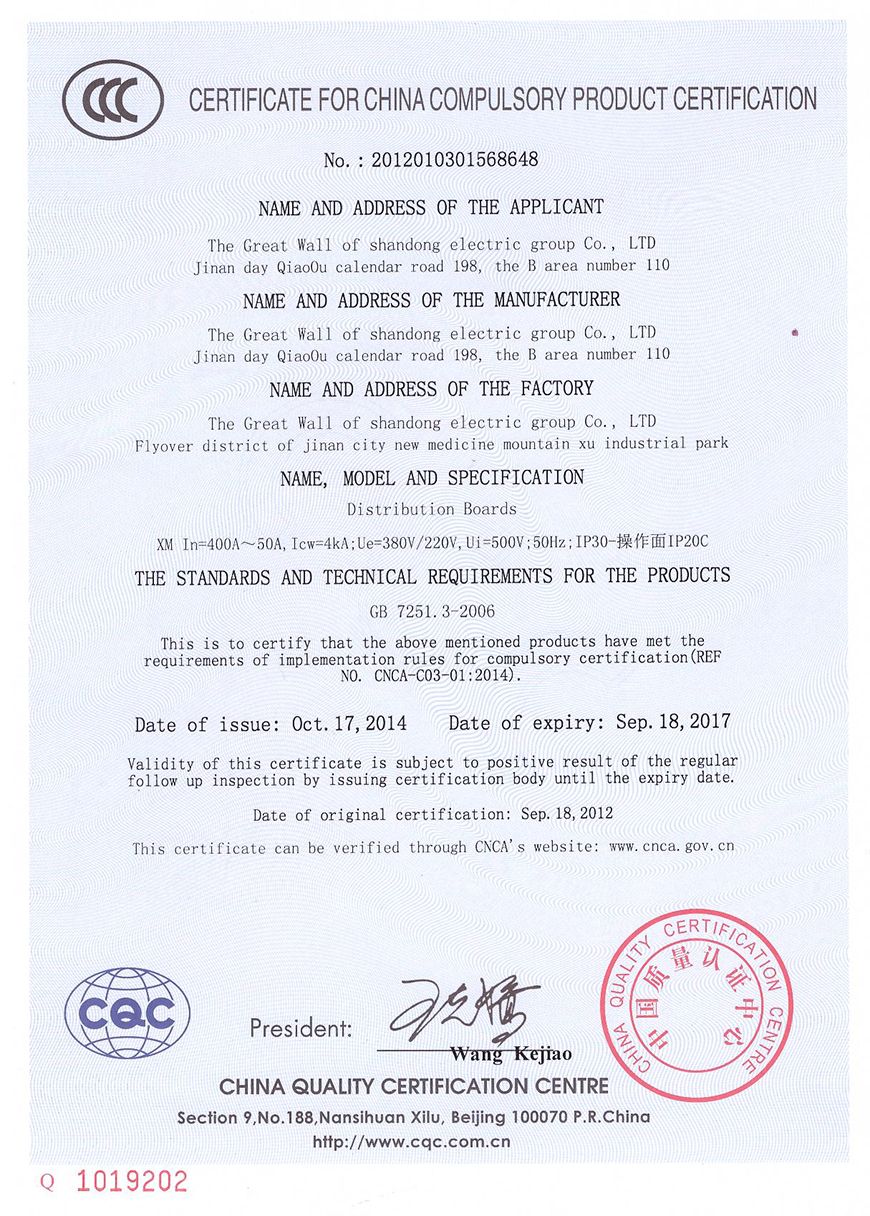 CCC
CERTIFICATE FOR CHINA COMPULSORY PRODUCT CERTIFICATION
No. : 2012010301568648
NAME AND ADDRESS OF THE APPLICANT
The Great Wall of shandong electric group Co., LTD
Jinan day QiaoOu calendar road 198, the B area number 110
NAME AND ADDRESS OF THE MANUFACTURER
The Great Wall of shandong electric group Co., LTD
Jinan day QiaoOu calendar road 198, the B area number 110
NAME AND ADDRESS OF THE FACTORY
The Great Wall of shandong electric group Co., LTD
Flyover district of jinan city new medicine mountain xu industrial park
NAME, MODEL AND SPECIFICATION
Distribution Boards
XM In=400A～50A,Icw=4kA;Ue=380V/220V,Ui=500V;50Hz;IP30-操作面IP20C
THE STANDARDS AND TECHNICAL REQUIREMENTS FOR THE PRODUCTS
GB 7251.3-2006
This is to certify that the above mentioned products have met the
requirements of implementation rules for compulsory certification(REF
NO. CNCA-C03-01:2014).
Date of issue: Oct.17,2014 Date of expiry: Sep.18,2017
Validity of this certificate is subject to positive result of the regular
follow up inspection by issuing certification body until the expiry date.
Date of original certification: Sep.18,2012
This certificate can be verified through CNCA's website: www.cnca.gov.cn
CHINA QUALITY CERTIFICATION CENTRE
中国质量认证中心
CQC
President:
Wang Kejiao
CHINA QUALITY CERTIFICATION CENTRE
Section 9,No.188,Nansihuan Xilu, Beijing 100070 P.R.China
http://www.cqc.com.cn
Q 1019202